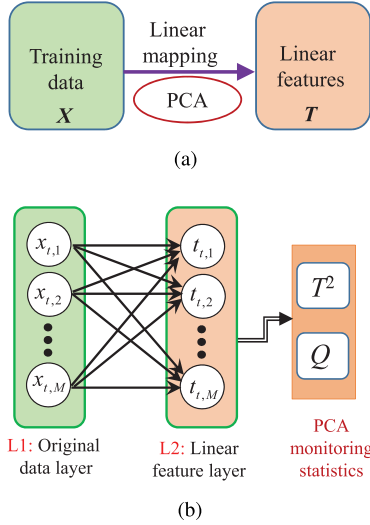 Training
data
X
Linear
mapping
PCA
Linear
features
T
(a)
x_{t,1}
x_{t,2}
x_{t,M}
t_{t,1}
t_{t,2}
t_{t,M}
T^2
Q
L1: Original
data layer
L2: Linear
feature layer
PCA
monitoring
statistics
(b)